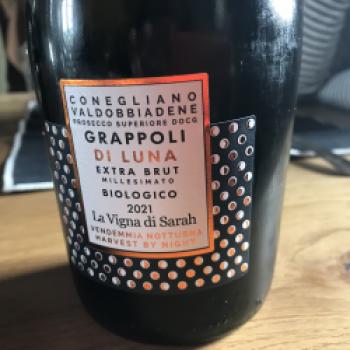 CONEGLIANO
VALDOBBIADENE
PROSECCO SUPERIORE DOCG
GRAPPOLI
DI LUNA
EXTRA BRUT
MILLESIMATO
BIOLOGICO
2021
La Vigna di Sarah
VENDEMMIA NOTTURNA
HARVEST BY NIGHT